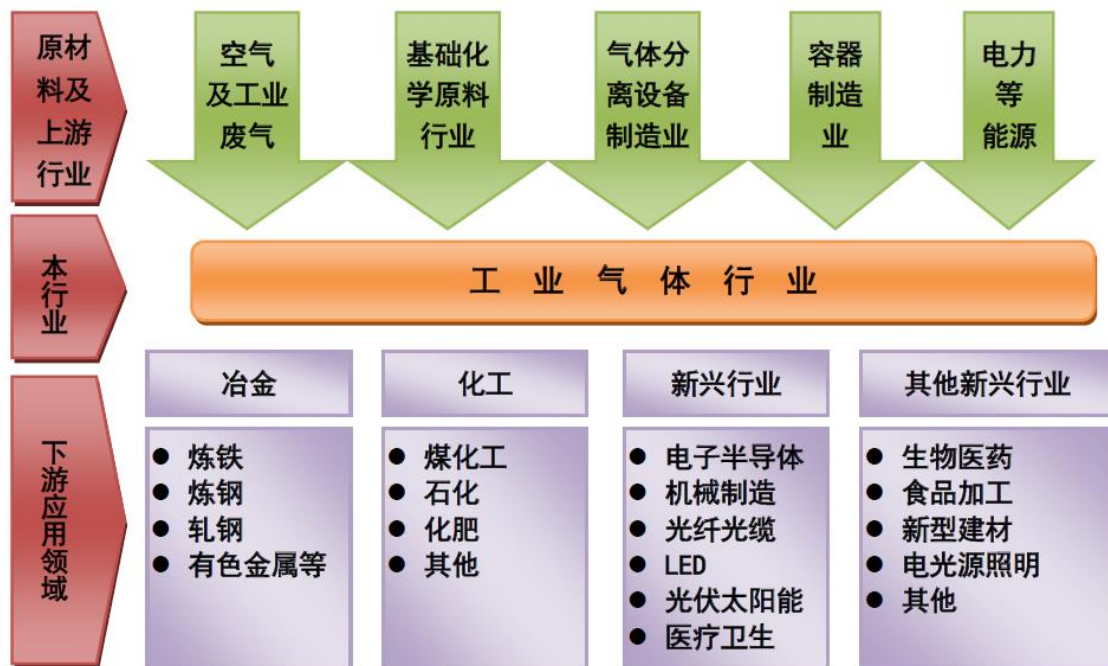 原材
料及
上游
行业
空气
及工业
废气
基础化
学原料
行业
气体分
离设备
制造业
容器
制造
业
电力
等
能源
本行业
工业气体行业
下游应用领域
冶金
● 炼铁
● 炼钢
● 轧钢
● 有色金属等
化工
● 煤化工
● 石化
● 化肥
● 其他
新兴行业
● 电子半导体
● 机械制造
● 光纤光缆
● LED
● 光伏太阳能
● 医疗卫生
其他新兴行业
● 生物医药
● 食品加工
● 新型建材
● 电光源照明
● 其他